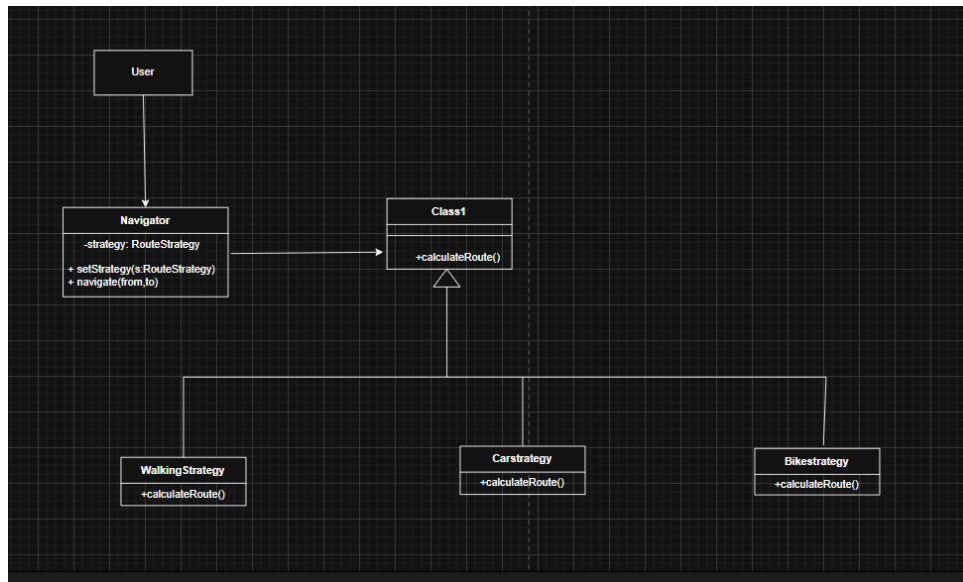 User
Navigator
-strategy: RouteStrategy
+ setStrategy(s:RouteStrategy)
+ navigate(from,to)
Class1
+calculateRoute()
WalkingStrategy
+calculateRoute()
Carstrategy
+calculateRoute()
Bikestrategy
+calculateRoute()